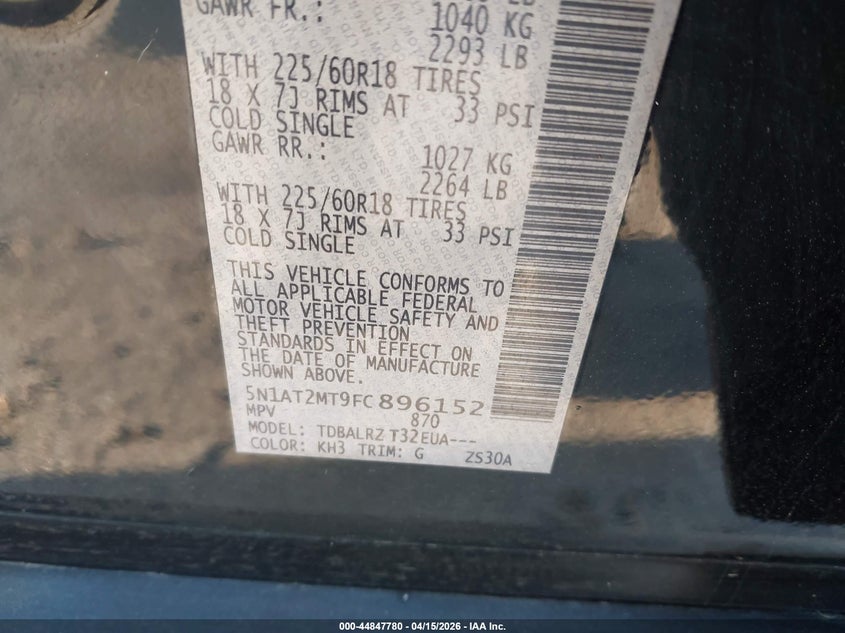 GAWR FR.: 1040 KG
2293 LB
WITH 225/60R18 TIRES
18 X 7J RIMS AT 33 PSI
COLD SINGLE
GAWR RR.: 1027 KG
2264 LB
WITH 225/60R18 TIRES
18 X 7J RIMS AT 33 PSI
COLD SINGLE
THIS VEHICLE CONFORMS TO
ALL APPLICABLE FEDERAL
MOTOR VEHICLE SAFETY AND
THEFT PREVENTION
STANDARDS IN EFFECT ON
THE DATE OF MANUFACTURE
SHOWN ABOVE.
5N1AT2MT9FC896152
MPV 870
MODEL: TDBALRZ T32EUA---
COLOR: KH3 TRIM: G ZS30A
000-44847780 - 04/15/2026 - IAA Inc.